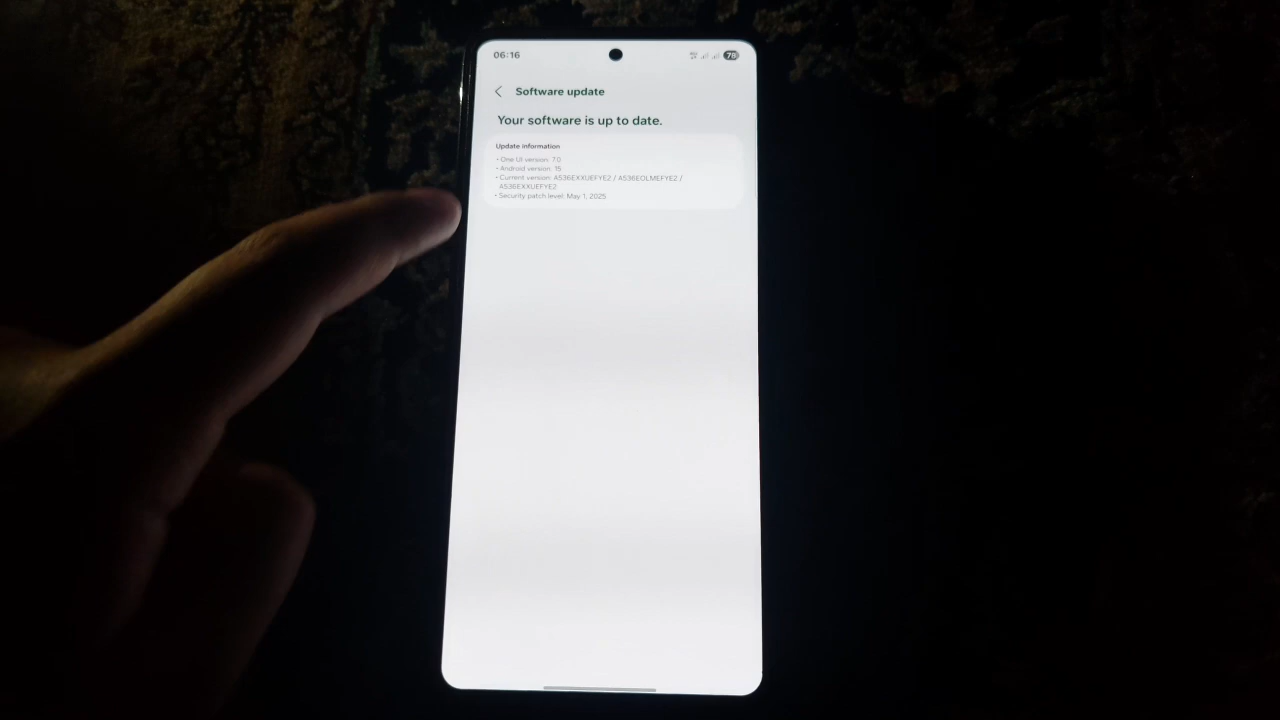 06:16
78
Software update
Your software is up to date.
Update information
• One UI version: 7.0
• Android version: 15
• Current version: A536EXXUEFYE2 / A536EOLMEFYE2 /
A536EXXUEFYE2
• Security patch level: May 1, 2025